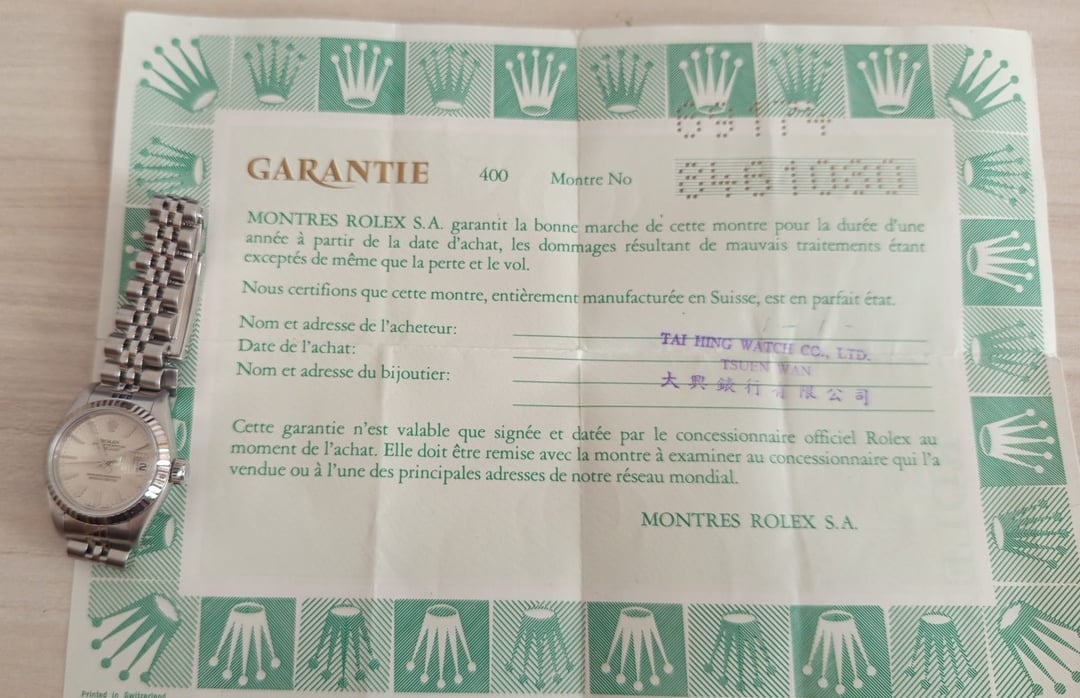 69174
GARANTIE 400 Montre No 8461030
MONTRES ROLEX S.A. garantit la bonne marche de cette montre pour la durée d'une
année à partir de la date d'achat, les dommages résultant de mauvais traitements étant
exceptés de même que la perte et le vol.
Nous certifions que cette montre, entièrement manufacturée en Suisse, est en parfait état.
Nom et adresse de l'acheteur:
Date de l'achat:
Nom et adresse du bijoutier:
TAI HING WATCH CO., LTD.
TSUEN WAN
大興錶行有限公司
Cette garantie n'est valable que signée et datée par le concessionnaire officiel Rolex au
moment de l'achat. Elle doit être remise avec la montre à examiner au concessionnaire qui l'a
vendue ou à l'une des principales adresses de notre réseau mondial.
MONTRES ROLEX S.A.
Printed in Switzerland
ROLEX
2